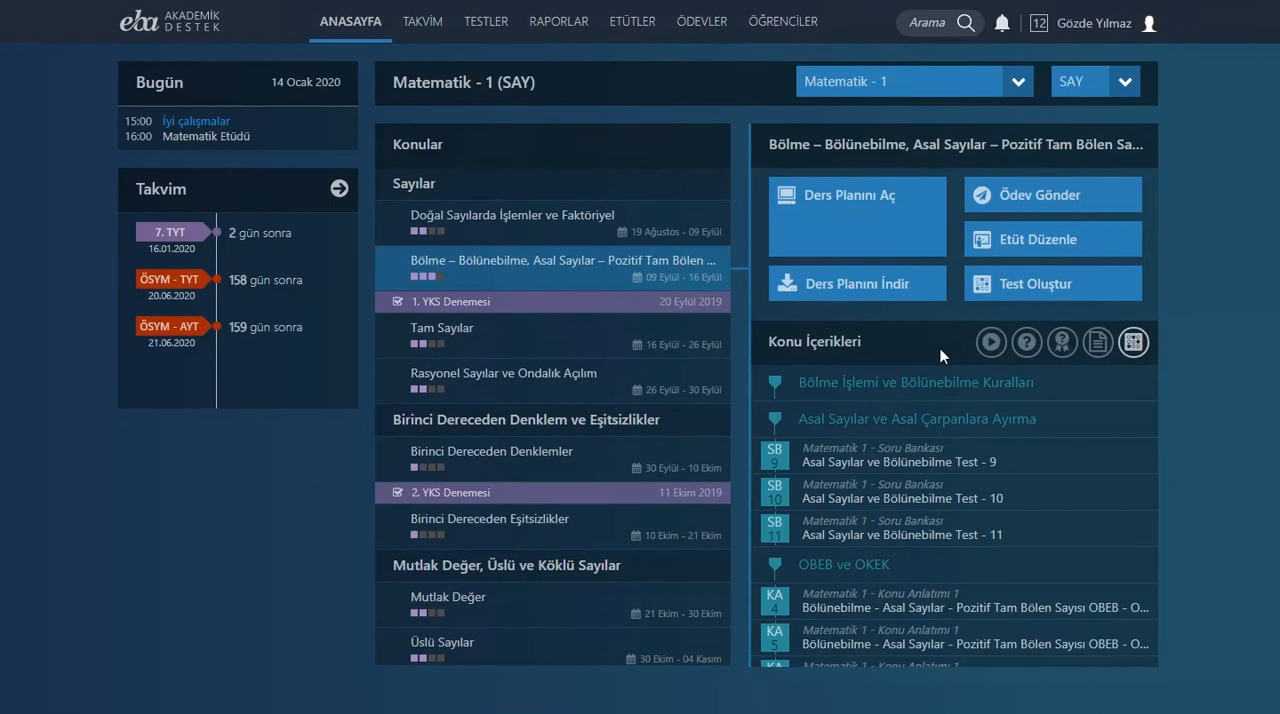 eba AKADEMİK DESTEK
ANASAYFA TAKVİM TESTLER RAPORLAR ETÜTLER ÖDEVLER ÖĞRENCİLER
Arama
12
Gözde Yılmaz
Bugün 14 Ocak 2020
15:00 İyi çalışmalar
16:00 Matematik Etüdü
Takvim
7. TYT 2 gün sonra
16.01.2020
ÖSYM - TYT 158 gün sonra
20.06.2020
ÖSYM - AYT 159 gün sonra
21.06.2020
Matematik - 1 (SAY)
Matematik - 1
SAY
Konular
Sayılar
Doğal Sayılarda İşlemler ve Faktöriyel
19 Ağustos - 09 Eylül
Bölme – Bölünebilme, Asal Sayılar – Pozitif Tam Bölen ...
09 Eylül - 16 Eylül
1. YKS Denemesi 20 Eylül 2019
Tam Sayılar
16 Eylül - 26 Eylül
Rasyonel Sayılar ve Ondalık Açılım
26 Eylül - 30 Eylül
Birinci Dereceden Denklem ve Eşitsizlikler
Birinci Dereceden Denklemler
30 Eylül - 10 Ekim
2. YKS Denemesi 11 Ekim 2019
Birinci Dereceden Eşitsizlikler
10 Ekim - 21 Ekim
Mutlak Değer, Üslü ve Köklü Sayılar
Mutlak Değer
21 Ekim - 30 Ekim
Üslü Sayılar
30 Ekim - 04 Kasım
Bölme – Bölünebilme, Asal Sayılar – Pozitif Tam Bölen Sa...
Ders Planını Aç
Ödev Gönder
Etüt Düzenle
Ders Planını İndir
Test Oluştur
Konu İçerikleri
Bölme İşlemi ve Bölünebilme Kuralları
Asal Sayılar ve Asal Çarpanlara Ayırma
SB 9
Matematik 1 - Soru Bankası
Asal Sayılar ve Bölünebilme Test - 9
SB 10
Matematik 1 - Soru Bankası
Asal Sayılar ve Bölünebilme Test - 10
SB 11
Matematik 1 - Soru Bankası
Asal Sayılar ve Bölünebilme Test - 11
OBEB ve OKEK
KA 4
Matematik 1 - Konu Anlatımı 1
Bölünebilme - Asal Sayılar - Pozitif Tam Bölen Sayısı OBEB - O...
KA 5
Matematik 1 - Konu Anlatımı 1
Bölünebilme - Asal Sayılar - Pozitif Tam Bölen Sayısı OBEB - O...
KA
Matematik 1 - Konu Anlatımı 1